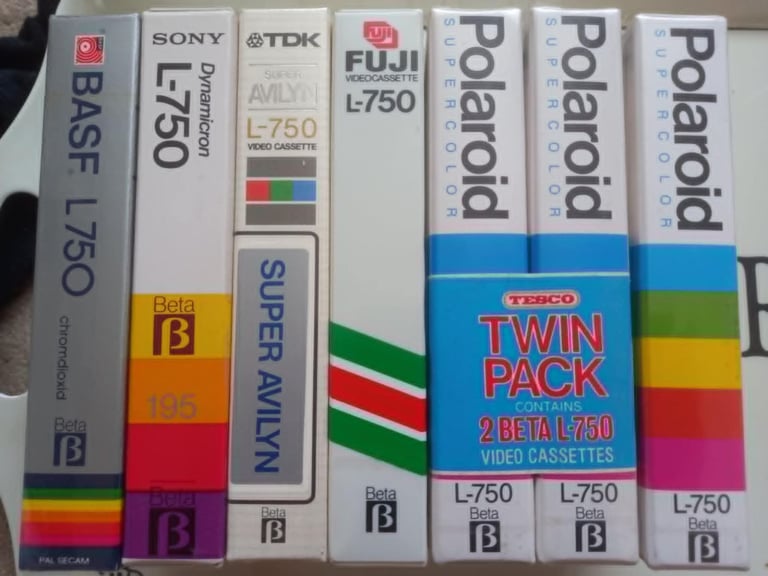 BASF L 750
chromdioxid
Beta
β
PAL SECAM
SONY
Dynamicron
L-750
Beta
β
195
Beta
β
TDK
SUPER
AVILYN
L-750
VIDEO CASSETTE
SUPER AVILYN
Beta
β
FUJI
FUJI
VIDEOCASSETTE
L-750
Beta
β
Polaroid
SUPERCOLOR
L-750
Beta
β
Polaroid
SUPERCOLOR
L-750
Beta
β
TESCO
TWIN
PACK
CONTAINS
2 BETA L-750
VIDEO CASSETTES
Polaroid
SUPERCOLOR
L-750
Beta
β